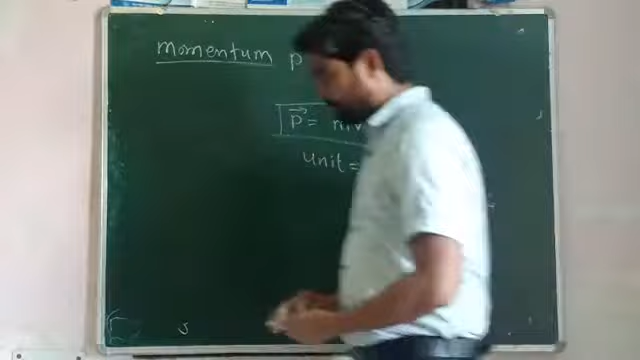 momentum P
P⃗ = mv
unit =